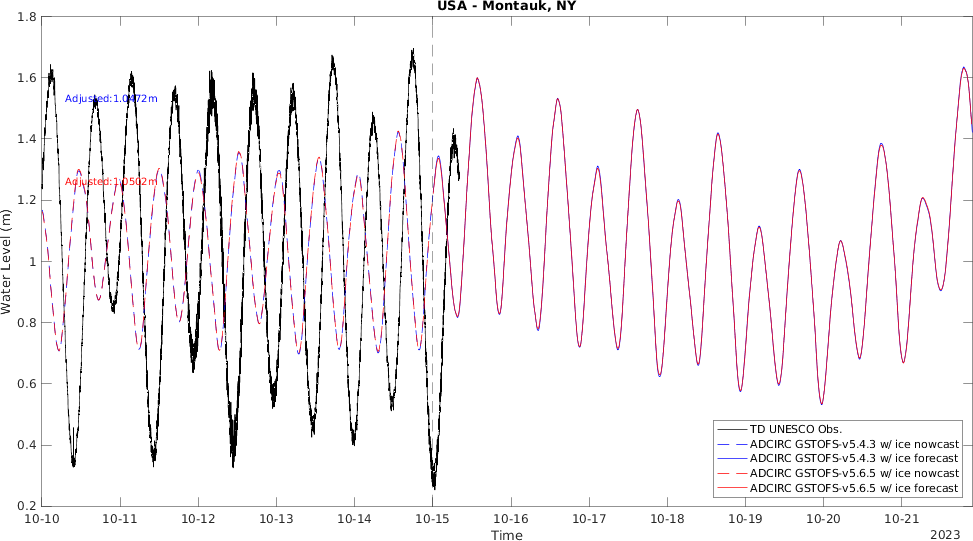 USA - Montauk, NY
1.8
1.6
1.4
1.2
1
0.8
0.6
0.4
0.2
Water Level (m)
Adjusted:1.0472m
Adjusted:1.0502m
TD UNESCO Obs.
ADCIRC GSTOFS-v5.4.3 w/ ice nowcast
ADCIRC GSTOFS-v5.4.3 w/ ice forecast
ADCIRC GSTOFS-v5.6.5 w/ ice nowcast
ADCIRC GSTOFS-v5.6.5 w/ ice forecast
10-10 10-11 10-12 10-13 10-14 10-15 10-16 10-17 10-18 10-19 10-20 10-21
Time
2023